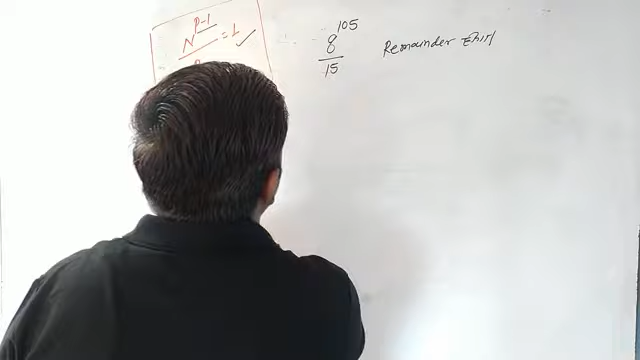 N^(P-1) = 1 ✓
8^105
15
Remainder